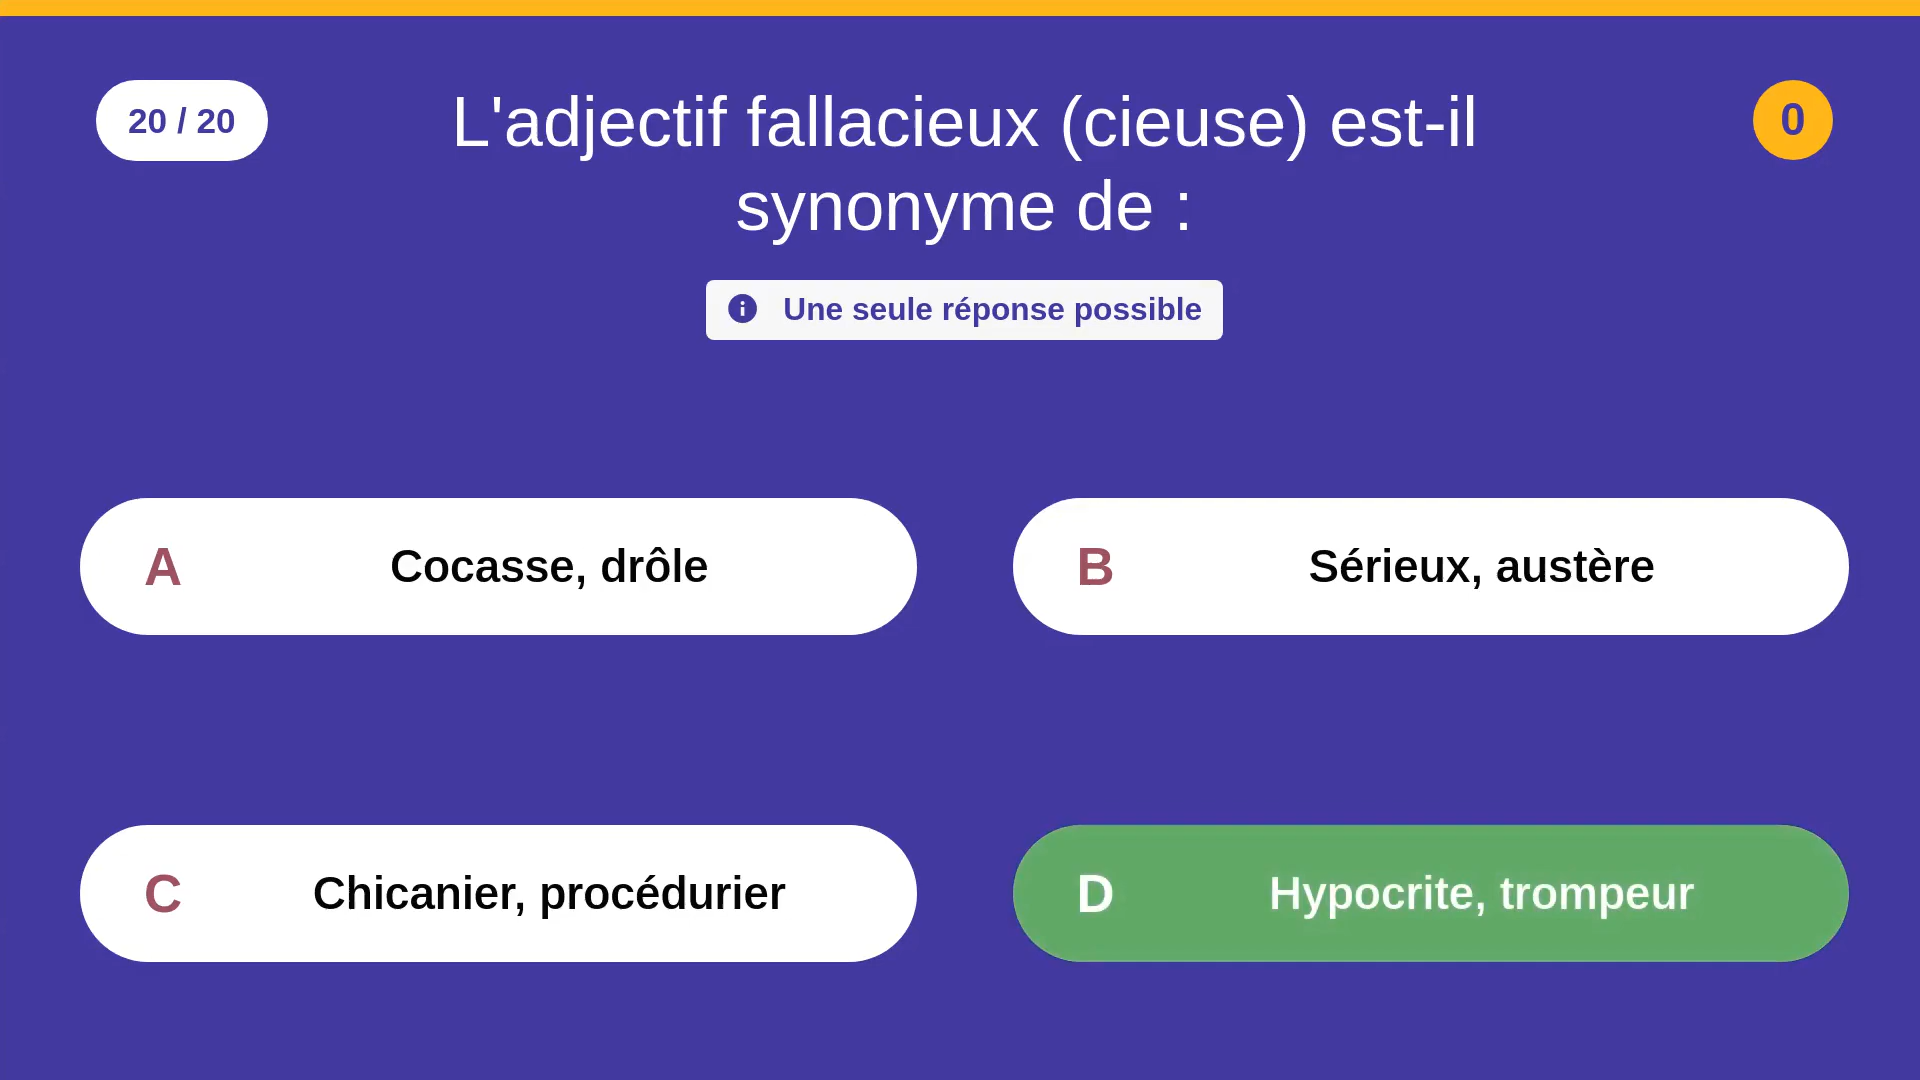 20 / 20
L'adjectif fallacieux (cieuse) est-il
synonyme de :
0
Une seule réponse possible
A Cocasse, drôle
B Sérieux, austère
C Chicanier, procédurier
D Hypocrite, trompeur